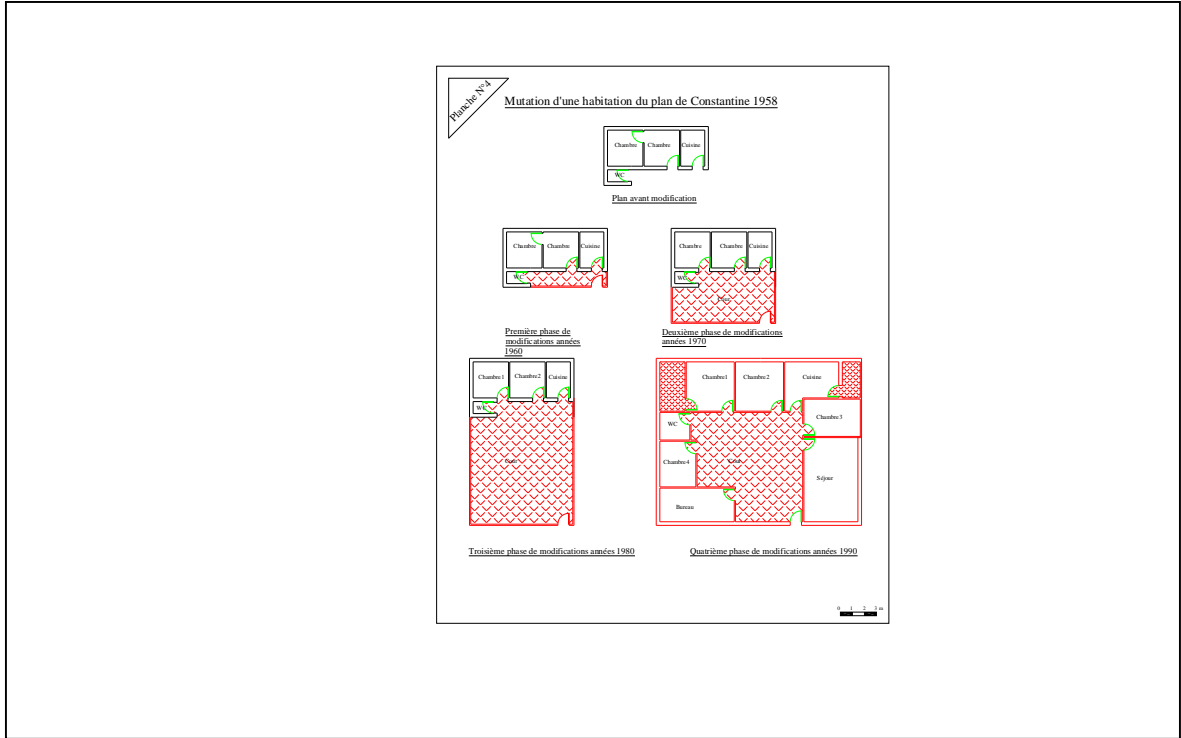 Planche N°4
Mutation d'une habitation du plan de Constantine 1958
Chambre Chambre Cuisine
WC
Plan avant modification
Chambre Chambre Cuisine
WC
Première phase de
modifications années
1960
Chambre Chambre Cuisine
WC
Cour
Deuxième phase de modifications
années 1970
Chambre1 Chambre2 Cuisine
WC
Cour
Troisième phase de modifications années 1980
Chambre1 Chambre2 Cuisine
Chambre3
WC
Chambre4 Cour
Séjour
Bureau
Quatrième phase de modifications années 1990
0 1 2 3 m